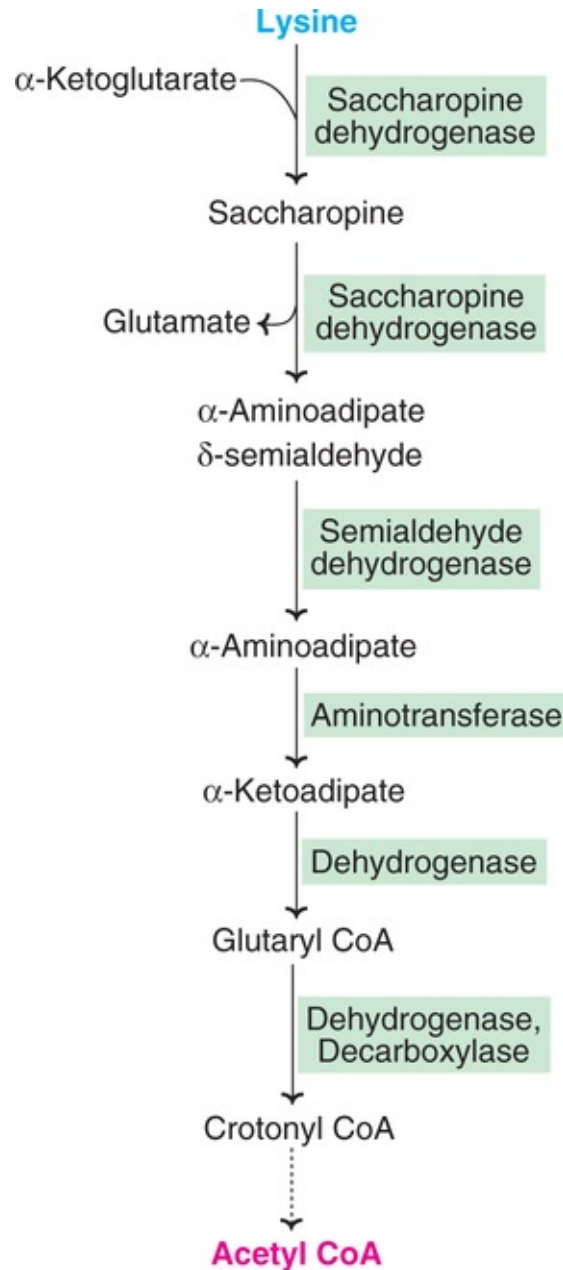 Lysine
α-Ketoglutarate
Saccharopine
dehydrogenase
Saccharopine
Saccharopine
dehydrogenase
Glutamate
α-Aminoadipate
δ-semialdehyde
Semialdehyde
dehydrogenase
α-Aminoadipate
Aminotransferase
α-Ketoadipate
Dehydrogenase
Glutaryl CoA
Dehydrogenase,
Decarboxylase
Crotonyl CoA
Acetyl CoA